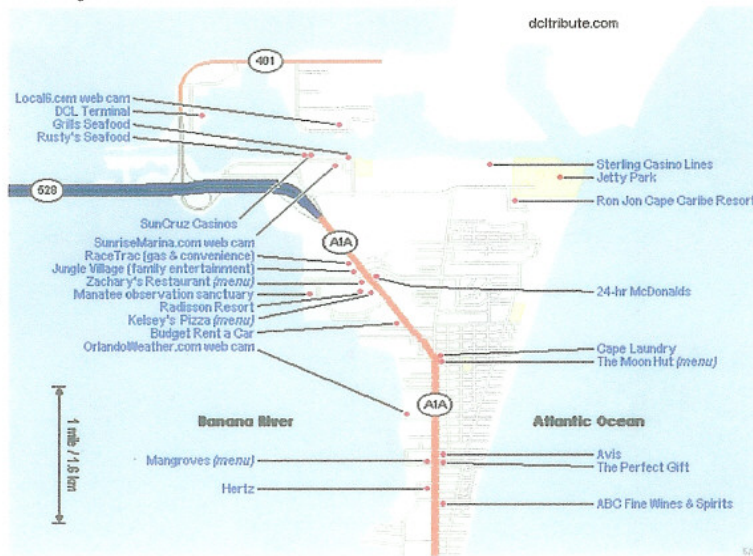 dcltribute.com
401
Local6.com web cam
DCL Terminal
Grills Seafood
Rusty's Seafood
Sterling Casino Lines
Jetty Park
528
Ron Jon Cape Caribe Resort
SunCruz Casinos
SunriseMarina.com web cam
A1A
RaceTrac (gas & convenience)
Jungle Village (family entertainment)
Zachary's Restaurant (menu)
Manatee observation sanctuary
24-hr McDonalds
Radisson Resort
Kelsey's Pizza (menu)
Budget Rent a Car
OrlandoWeather.com web cam
Cape Laundry
The Moon Hut (menu)
A1A
1 mile / 1,6 km
Banana River
Atlantic Ocean
Avis
Mangroves (menu)
The Perfect Gift
Hertz
ABC Fine Wines & Spirits